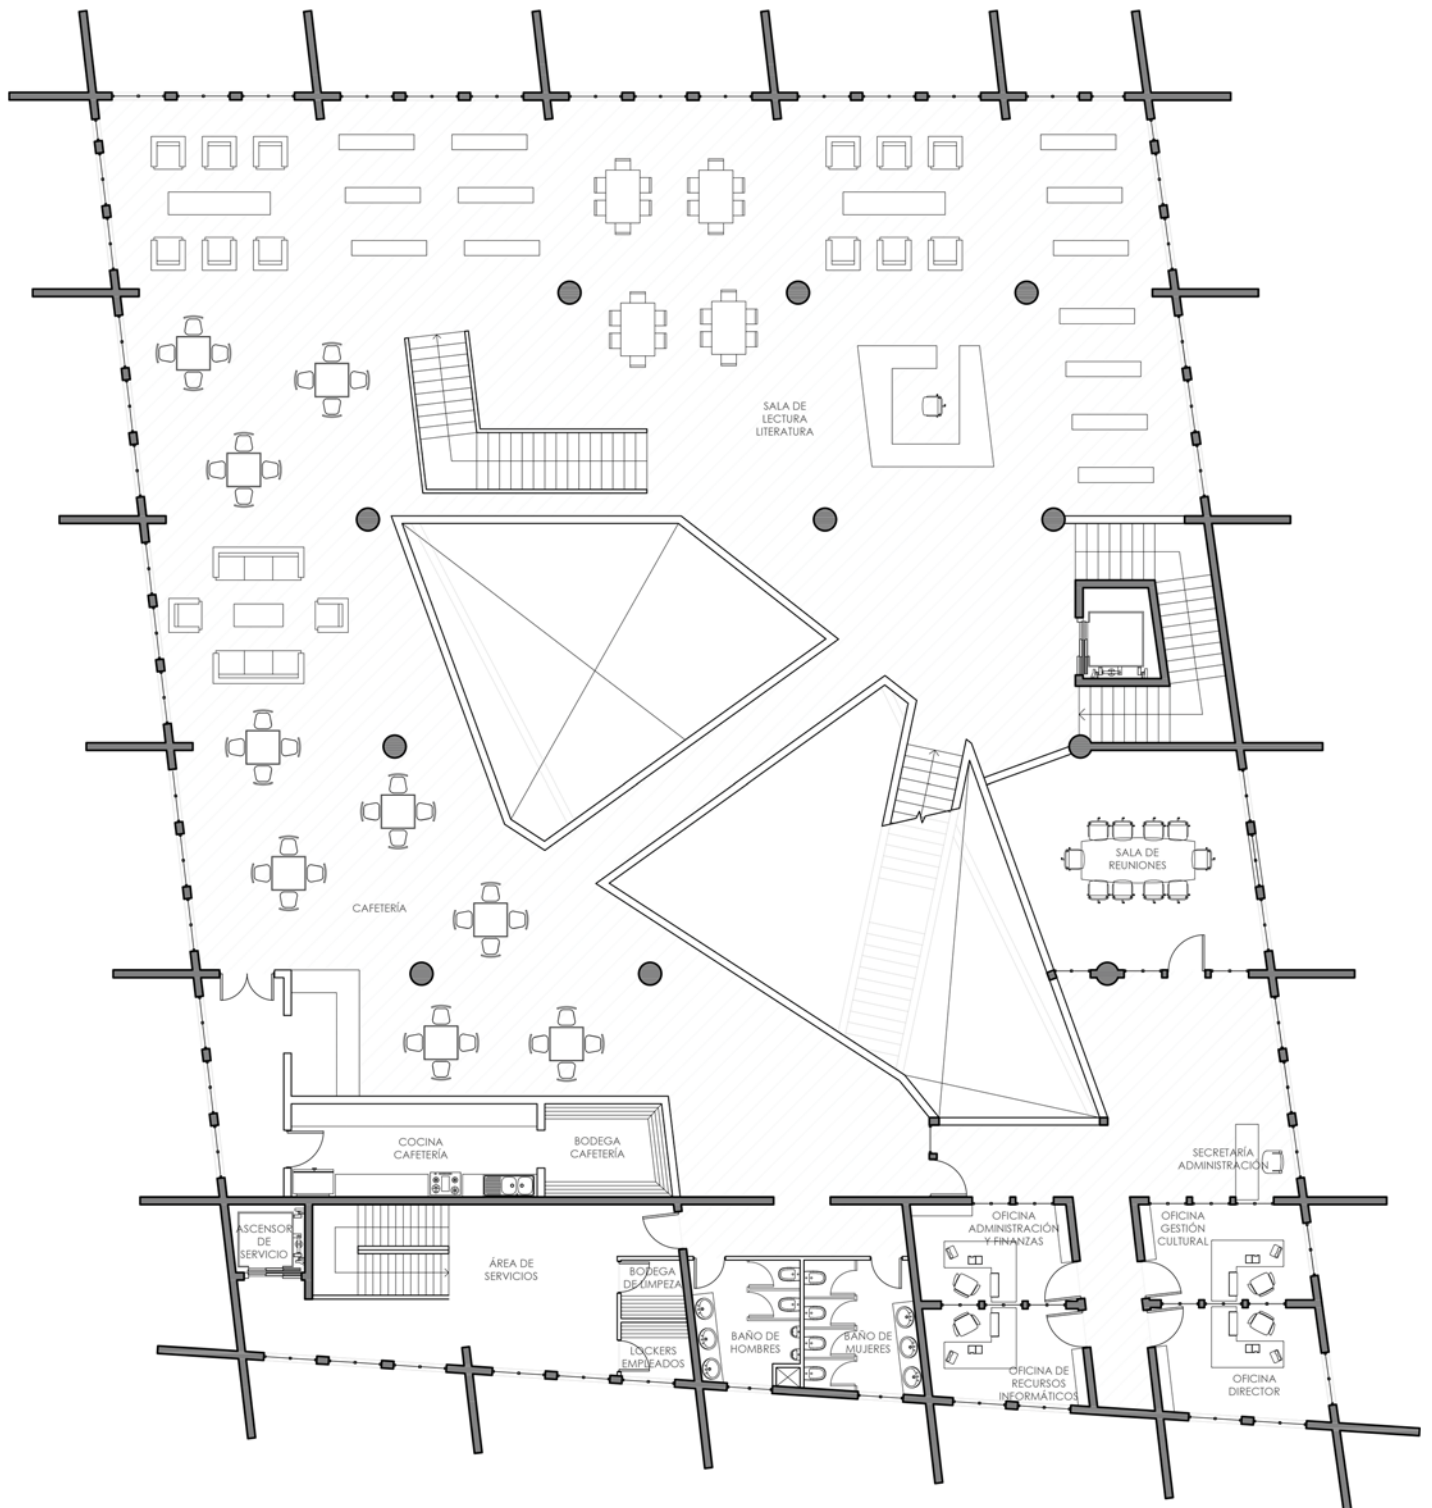 SALA DE
LECTURA
LITERATURA
SALA DE
REUNIONES
CAFETERÍA
COCINA
CAFETERÍA
BODEGA
CAFETERÍA
SECRETARÍA
ADMINISTRACIÓN
ASCENSOR
DE
SERVICIO
ÁREA DE
SERVICIOS
BODEGA
DE LIMPEZA
LOCKERS
EMPLEADOS
BAÑO DE
HOMBRES
BAÑO DE
MUJERES
OFICINA
ADMINISTRACIÓN
Y FINANZAS
OFICINA
GESTIÓN
CULTURAL
OFICINA DE
RECURSOS
INFORMÁTICOS
OFICINA
DIRECTOR